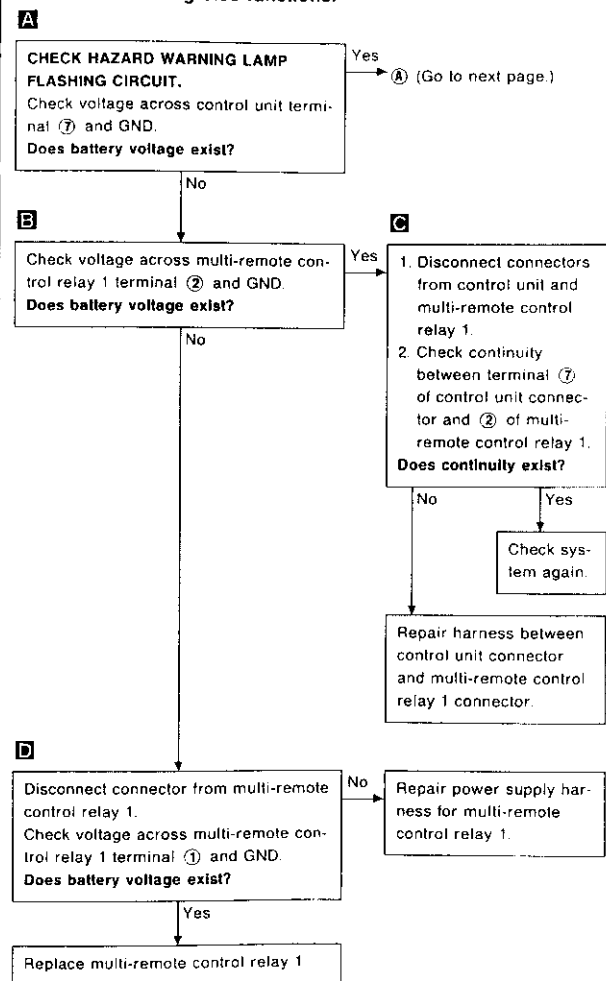 A
CHECK HAZARD WARNING LAMP
FLASHING CIRCUIT.
Check voltage across control unit termi-
nal ⑦ and GND.
Does battery voltage exist?
Yes
Ⓐ (Go to next page.)
No
B
Check voltage across multi-remote con-
trol relay 1 terminal ② and GND.
Does battery voltage exist?
Yes
No
C
1. Disconnect connectors
from control unit and
multi-remote control
relay 1.
2. Check continuity
between terminal ⑦
of control unit connec-
tor and ② of multi-
remote control relay 1.
Does continuity exist?
No
Yes
Check sys-
tem again.
Repair harness between
control unit connector
and multi-remote control
relay 1 connector.
D
Disconnect connector from multi-remote
control relay 1.
Check voltage across multi-remote con-
trol relay 1 terminal ① and GND.
Does battery voltage exist?
No
Repair power supply har-
ness for multi-remote
control relay 1.
Yes
Replace multi-remote control relay 1